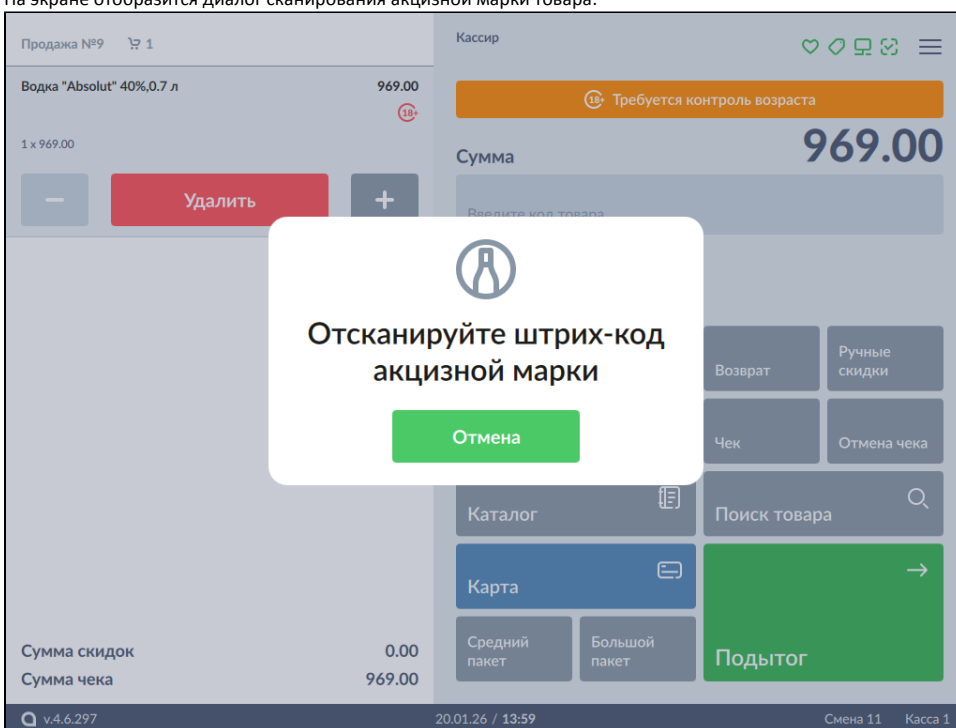 На экране отобразится диалог сканирования акцизной марки товара:
Продажа №9 1
Кассир
Водка "Absolut" 40%,0.7 л 969.00
18+
1 x 969.00
Удалить
18+ Требуется контроль возраста
Сумма 969.00
Введите код товара
Отсканируйте штрих-код
акцизной марки
Отмена
Возврат
Ручные
скидки
Чек
Отмена чека
Каталог
Поиск товара
Карта
Средний
пакет
Большой
пакет
Подытог
Сумма скидок 0.00
Сумма чека 969.00
v.4.6.297
20.01.26 / 13:59
Смена 11 Касса 1